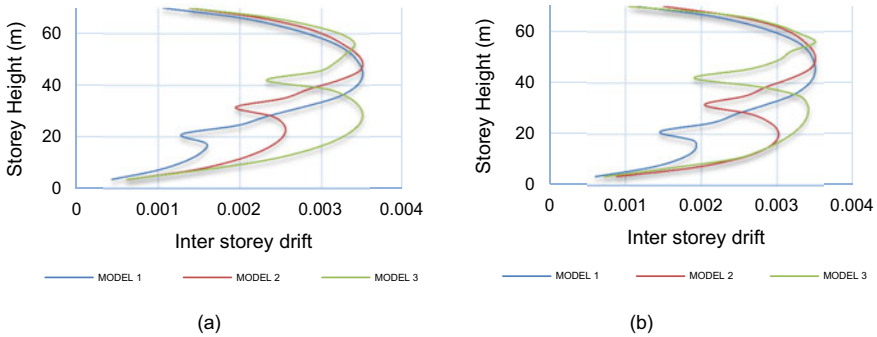 Storey Height (m)
60
40
20
0
0 0.001 0.002 0.003 0.004
Inter storey drift
MODEL 1 MODEL 2 MODEL 3
(a)
Storey Height (m)
60
40
20
0
0 0.001 0.002 0.003 0.004
Inter storey drift
MODEL 1 MODEL 2 MODEL 3
(b)